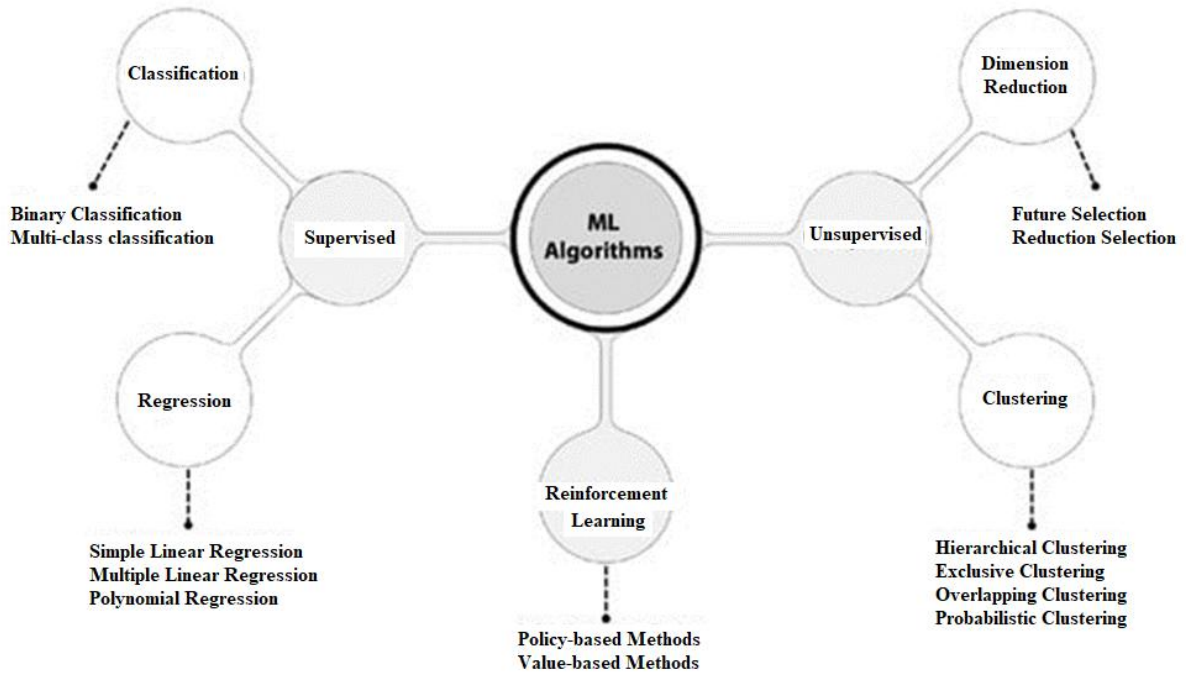 Classification
Binary Classification
Multi-class classification
Supervised
Regression
Simple Linear Regression
Multiple Linear Regression
Polynomial Regression
ML
Algorithms
Reinforcement
Learning
Policy-based Methods
Value-based Methods
Unsupervised
Dimension
Reduction
Future Selection
Reduction Selection
Clustering
Hierarchical Clustering
Exclusive Clustering
Overlapping Clustering
Probabilistic Clustering